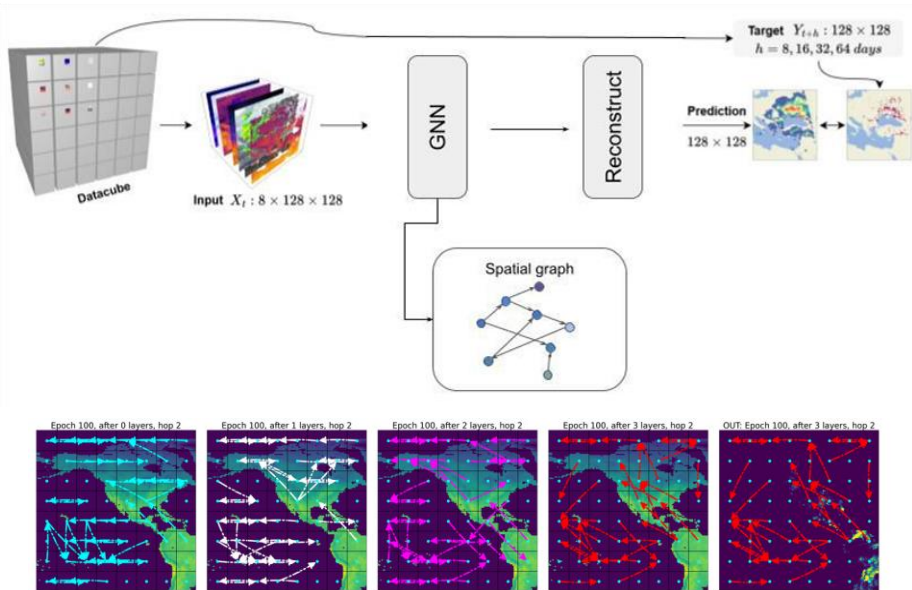 Target Y_{t+h} : 128 × 128
h = 8, 16, 32, 64 days
Datacube
Input X_t : 8 × 128 × 128
GNN
Reconstruct
Prediction
128 × 128
Spatial graph
Epoch 100, after 0 layers, hop 2
Epoch 100, after 1 layers, hop 2
Epoch 100, after 2 layers, hop 2
Epoch 100, after 3 layers, hop 2
OUT: Epoch 100, after 3 layers, hop 2